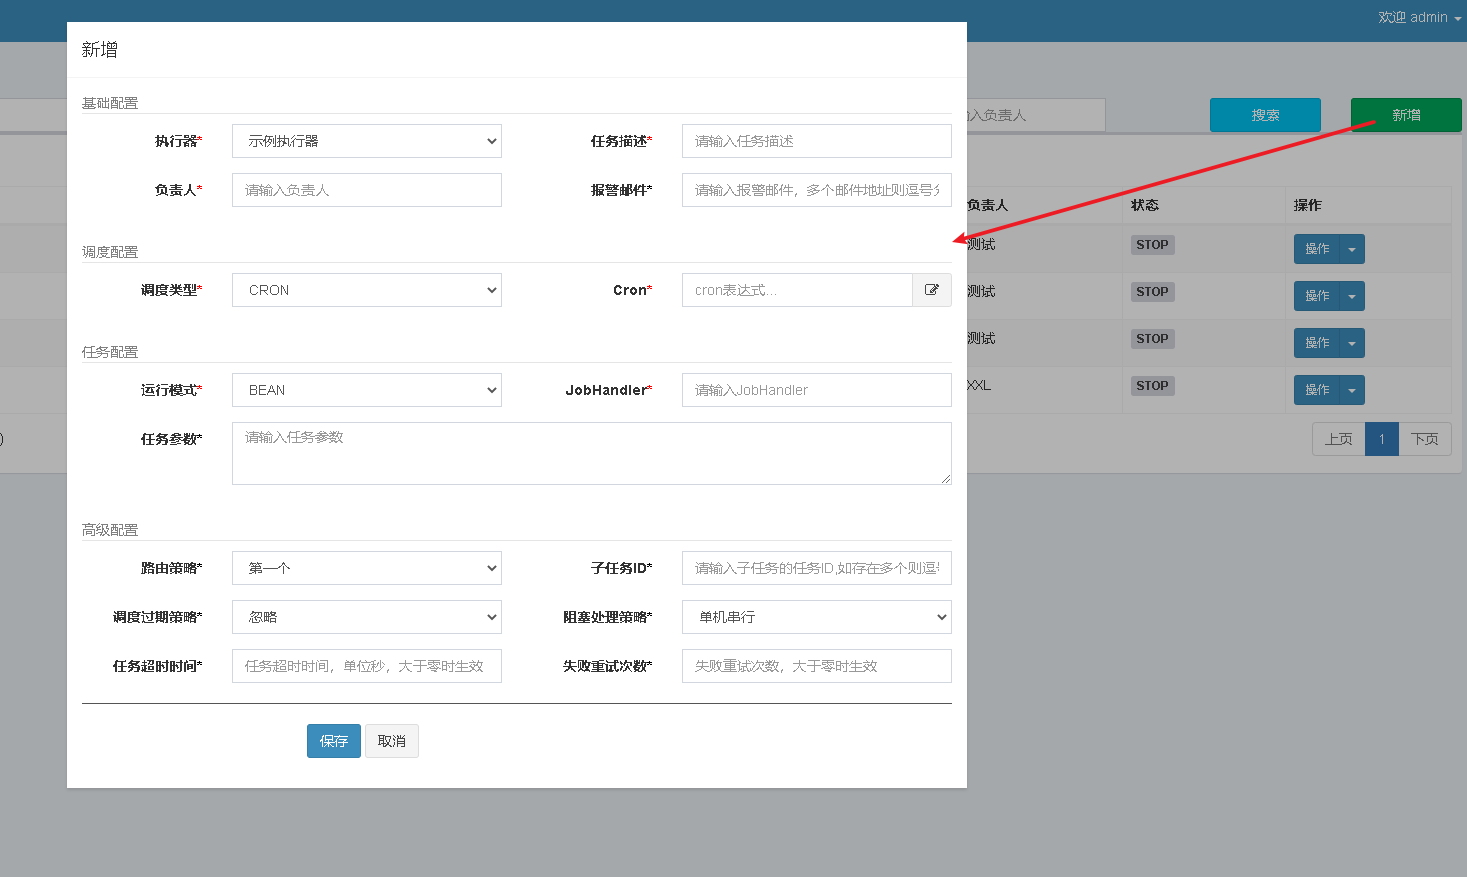 欢迎 admin
新增
基础配置
执行器* 示例执行器 任务描述* 请输入任务描述
负责人* 请输入负责人 报警邮件* 请输入报警邮件，多个邮件地址则逗号分
调度配置
调度类型* CRON Cron* cron表达式...
任务配置
运行模式* BEAN JobHandler* 请输入JobHandler
任务参数* 请输入任务参数
高级配置
路由策略* 第一个 子任务ID* 请输入子任务的任务ID,如存在多个则逗号
调度过期策略* 忽略 阻塞处理策略* 单机串行
任务超时时间* 任务超时时间，单位秒，大于零时生效 失败重试次数* 失败重试次数，大于零时生效
保存 取消
入负责人 搜索 新增
负责人 状态 操作
测试 STOP 操作
测试 STOP 操作
测试 STOP 操作
XXL STOP 操作
)
上页 1 下页